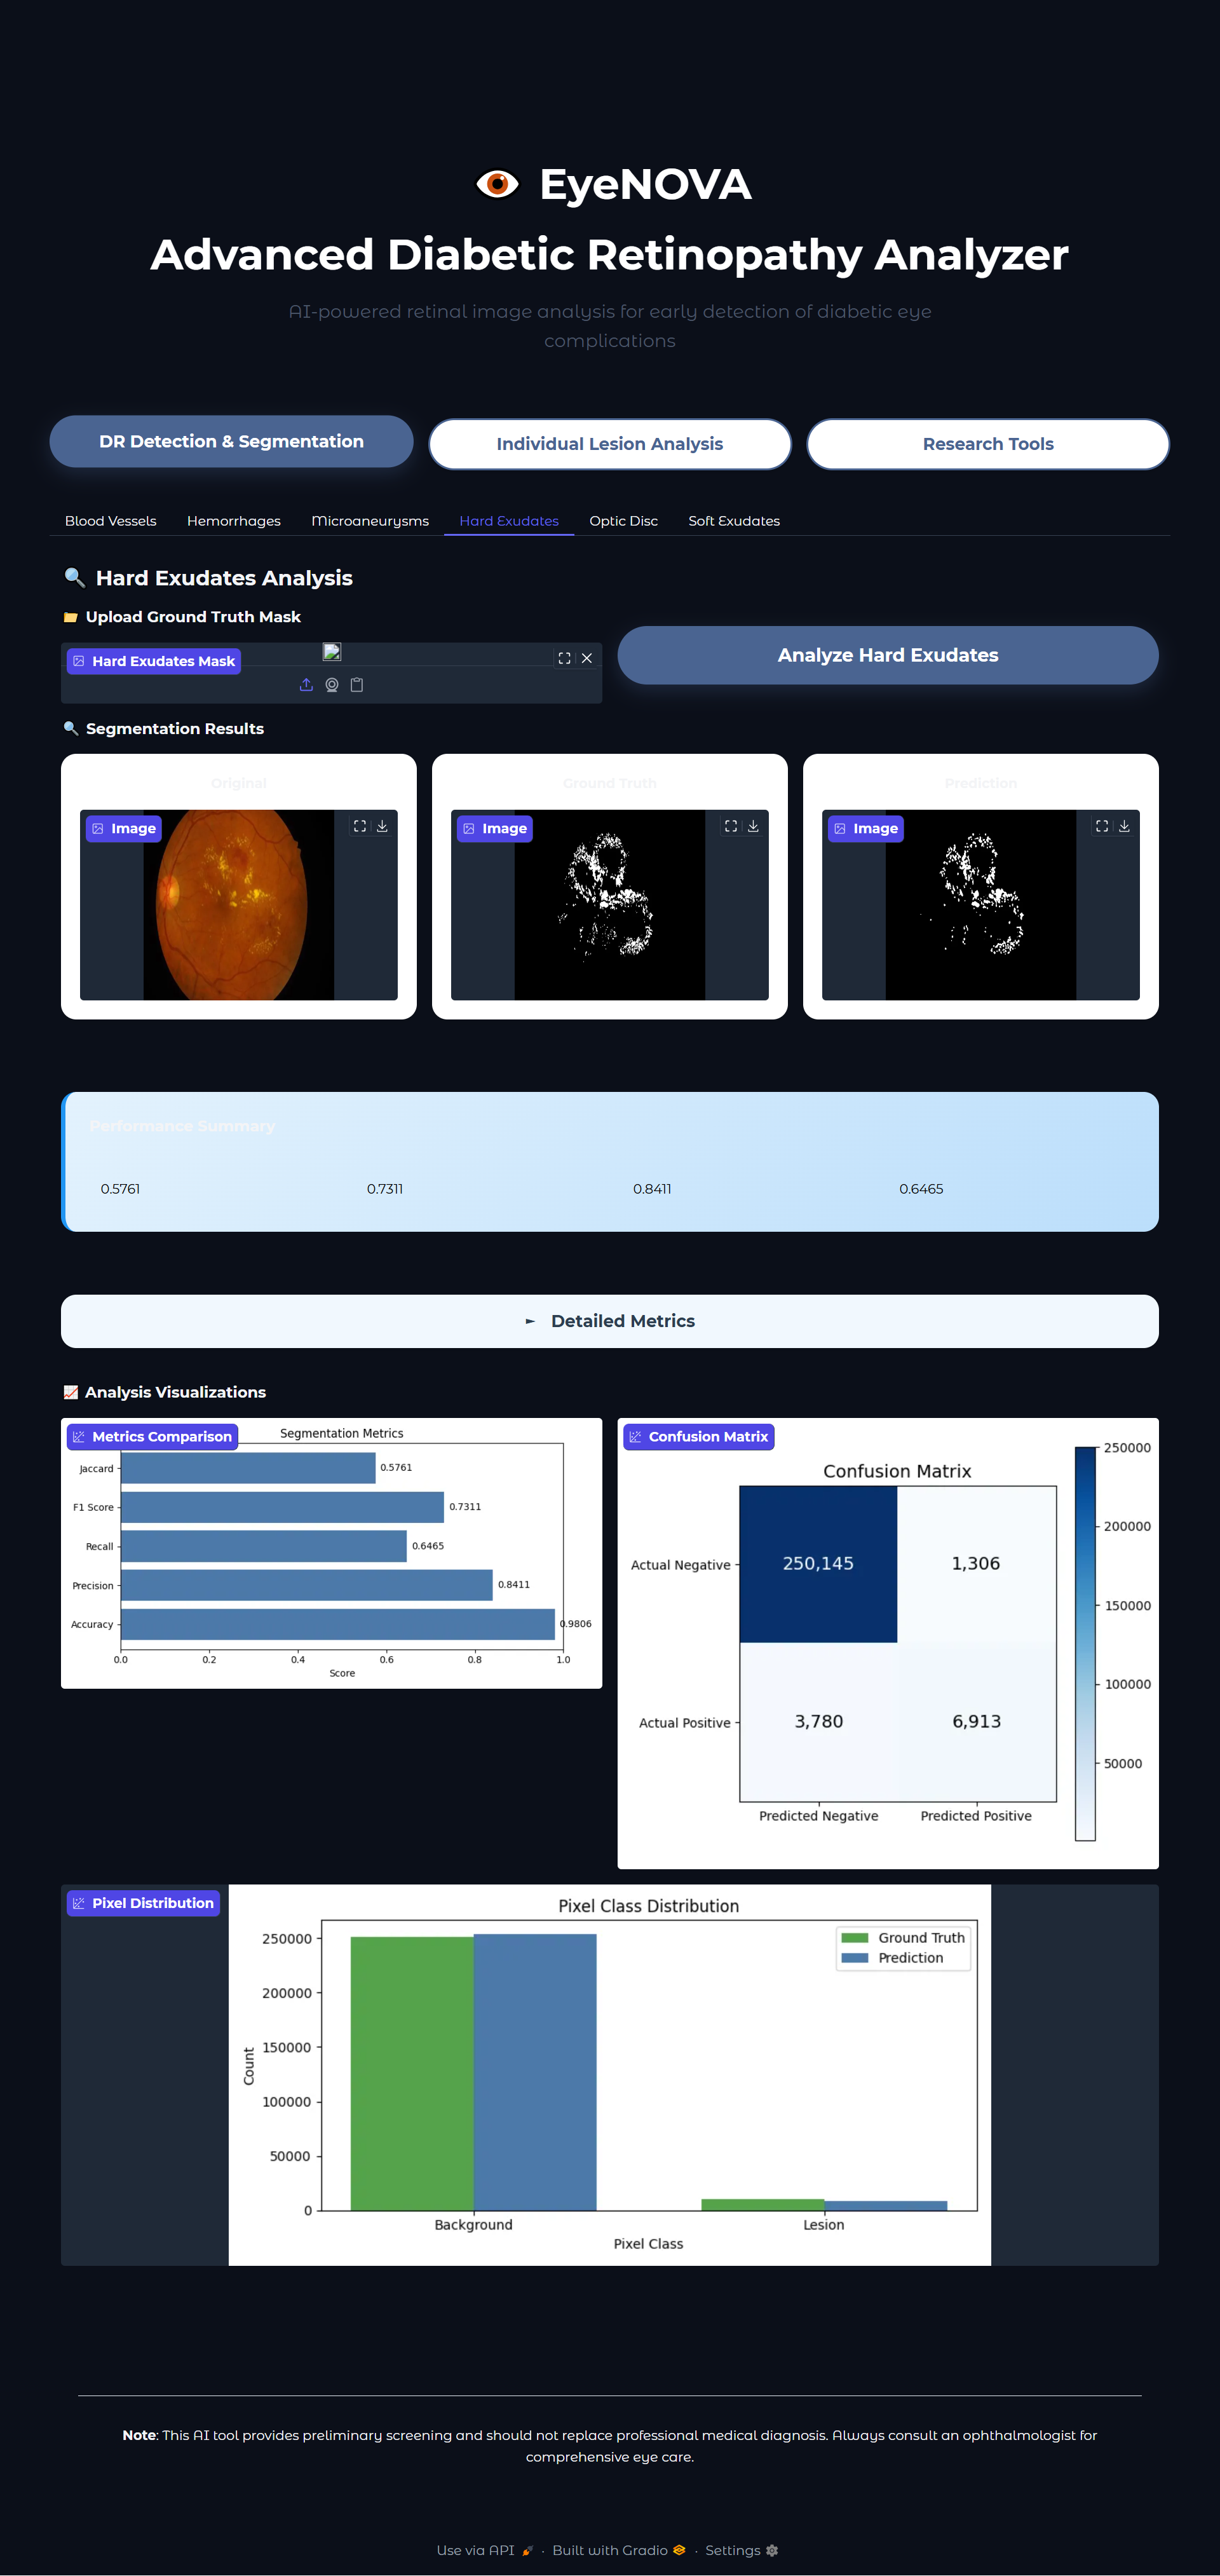 EyeNOVA
Advanced Diabetic Retinopathy Analyzer
AI-powered retinal image analysis for early detection of diabetic eye
complications
DR Detection & Segmentation
Individual Lesion Analysis
Research Tools
Blood Vessels
Hemorrhages
Microaneurysms
Hard Exudates
Optic Disc
Soft Exudates
Hard Exudates Analysis
Upload Ground Truth Mask
Hard Exudates Mask
Analyze Hard Exudates
Segmentation Results
Original
Ground Truth
Prediction
Image
Image
Image
Performance Summary
0.5761
0.7311
0.8411
0.6465
Detailed Metrics
Analysis Visualizations
Metrics Comparison
Segmentation Metrics
Jaccard
0.5761
F1 Score
0.7311
Recall
0.6465
Precision
0.8411
Accuracy
0.9806
0.0 0.2 0.4 0.6 0.8 1.0
Score
Confusion Matrix
Confusion Matrix
Actual Negative
250,145
1,306
Actual Positive
3,780
6,913
Predicted Negative
Predicted Positive
250000
200000
150000
100000
50000
Pixel Distribution
Pixel Class Distribution
Ground Truth
Prediction
250000
200000
150000
100000
50000
0
Count
Background
Lesion
Pixel Class
Note: This AI tool provides preliminary screening and should not replace professional medical diagnosis. Always consult an ophthalmologist for
comprehensive eye care.
Use via API · Built with Gradio · Settings